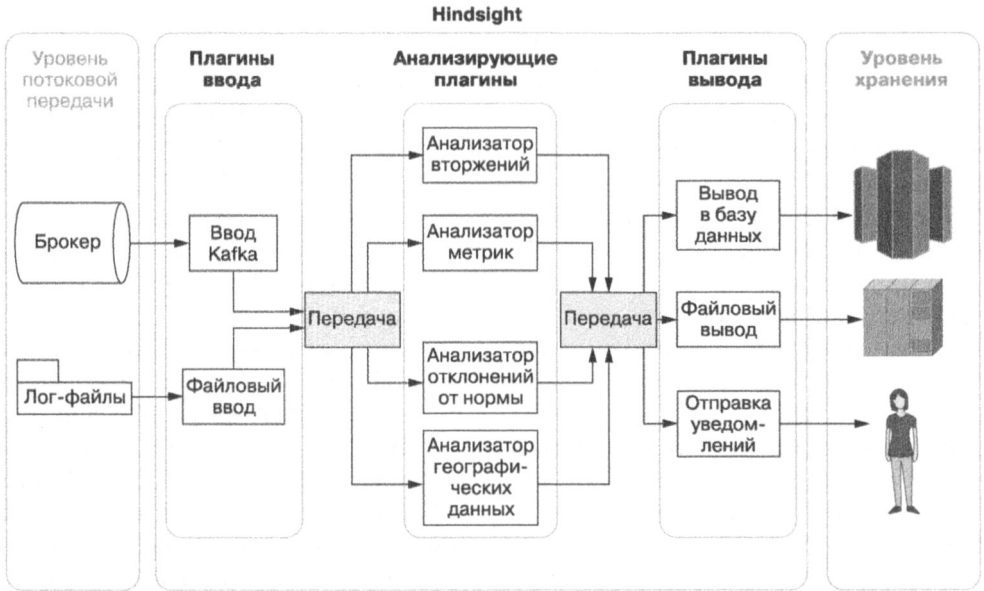 Hindsight
Уровень
потоковой
передачи
Плагины
ввода
Анализирующие
плагины
Плагины
вывода
Уровень
хранения
Брокер
Лог-файлы
Ввод
Kafka
Файловый
ввод
Передача
Анализатор
вторжений
Анализатор
метрик
Анализатор
отклонений
от нормы
Анализатор
географи-
ческих
данных
Передача
Вывод
в базу
данных
Файловый
вывод
Отправка
уведом-
лений